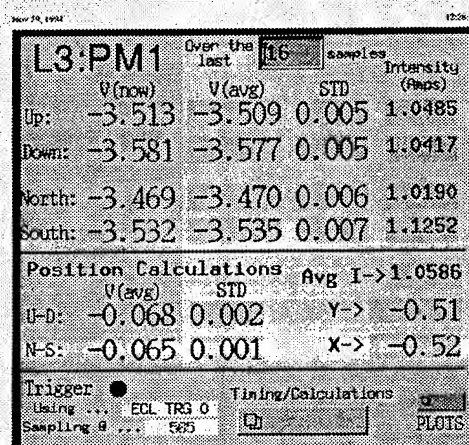 Nov 29, 1994 12:26
L3:PM1 Over the last 16 samples
Intensity (Amps)
V(now) V(avg) STD
Up: -3.513 -3.509 0.005 1.0485
Down: -3.581 -3.577 0.005 1.0417
North: -3.469 -3.470 0.006 1.0190
South: -3.532 -3.535 0.007 1.1252
Position Calculations Avg I->1.0586
V(avg) STD
U-D: -0.068 0.002 Y-> -0.51
N-S: -0.065 0.001 X-> -0.52
Trigger Timing/Calculations
Using ... ECL TRG 0
Sampling @ ... 565 PLOTS